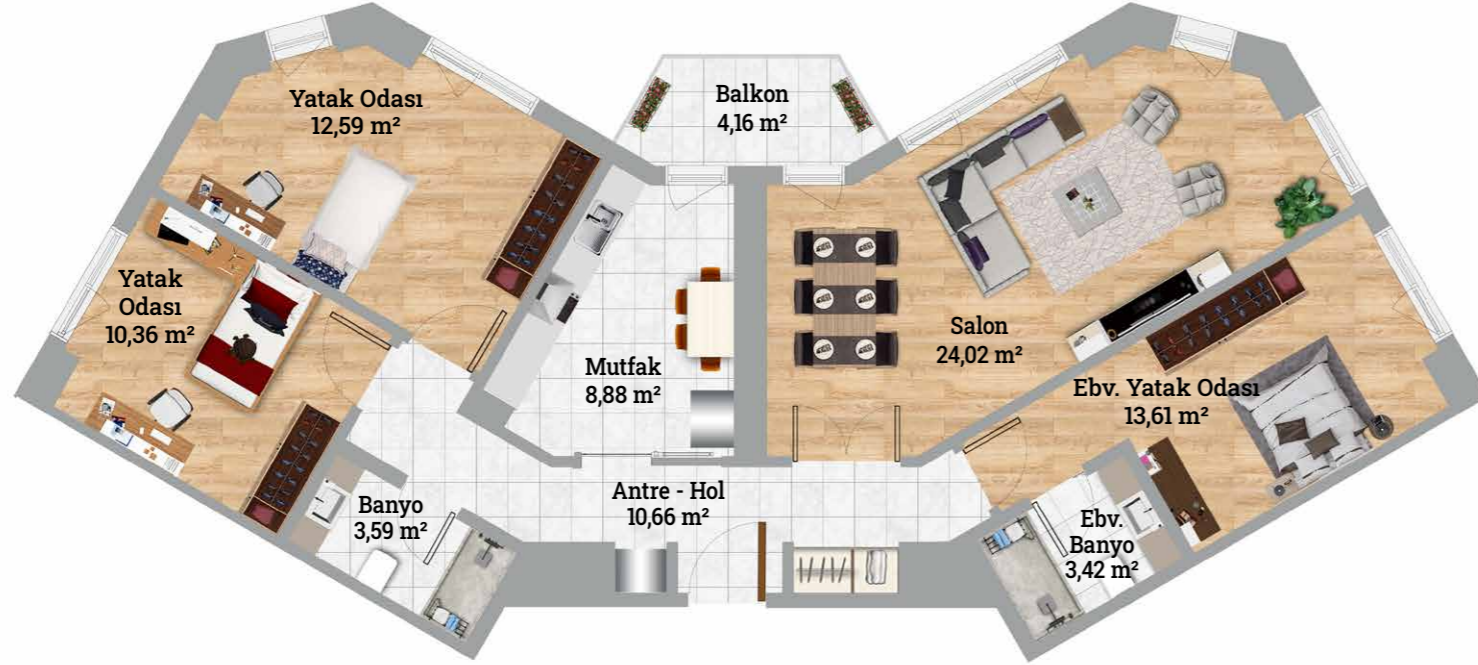 Yatak Odası
12,59 m²
Balkon
4,16 m²
Yatak
Odası
10,36 m²
Mutfak
8,88 m²
Salon
24,02 m²
Ebv. Yatak Odası
13,61 m²
Banyo
3,59 m²
Antre - Hol
10,66 m²
Ebv.
Banyo
3,42 m²